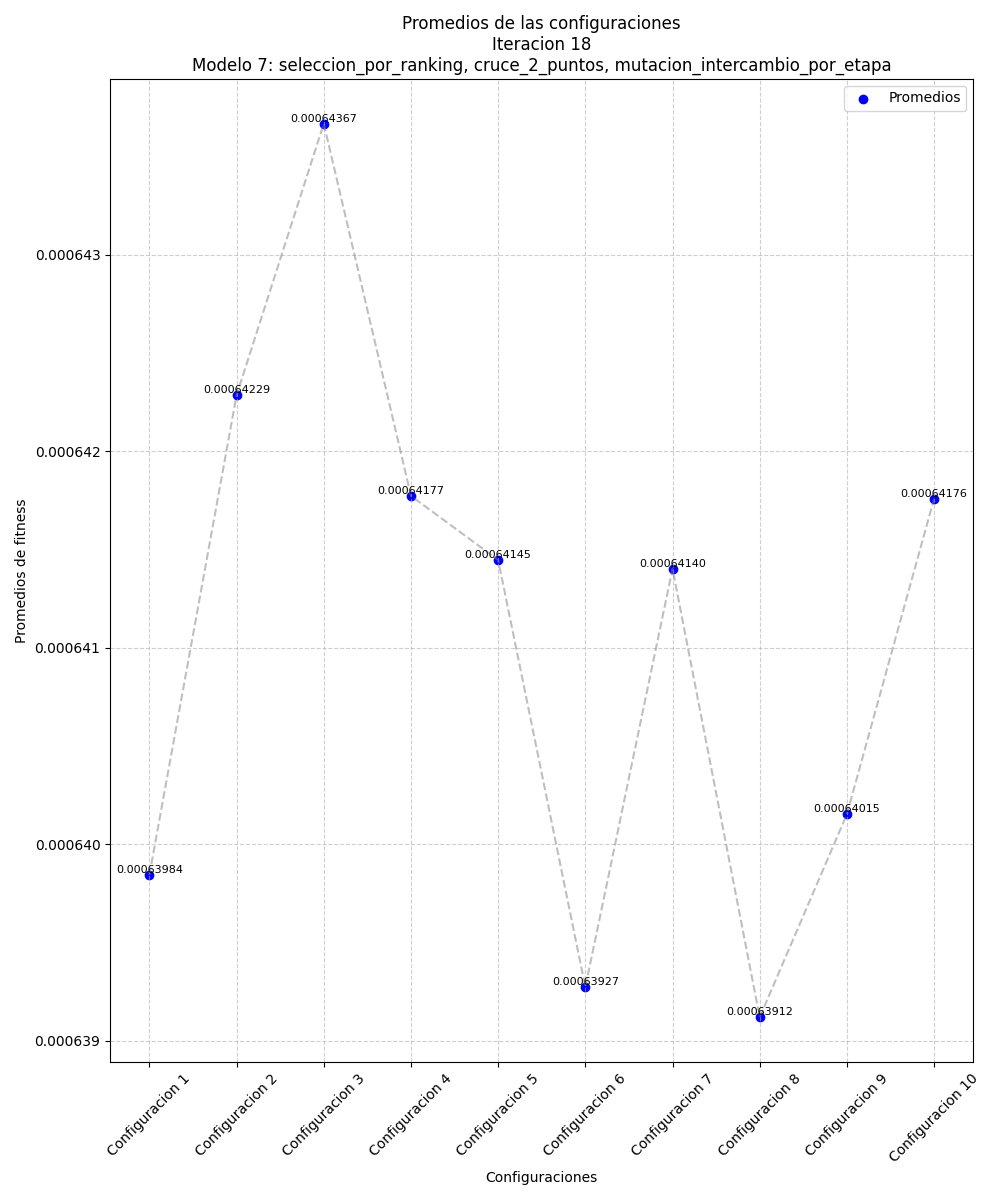 Promedios de las configuraciones
Iteracion 18
Modelo 7: seleccion_por_ranking, cruce_2_puntos, mutacion_intercambio_por_etapa
Promedios
0.00064367
0.000643
0.00064229
0.000642
0.00064177
0.00064176
0.00064145
0.00064140
Promedios de fitness
0.000641
0.00064015
0.000640
0.00063984
0.00063927
0.00063912
0.000639
Configuracion 1
Configuracion 2
Configuracion 3
Configuracion 4
Configuracion 5
Configuracion 6
Configuracion 7
Configuracion 8
Configuracion 9
Configuracion 10
Configuraciones